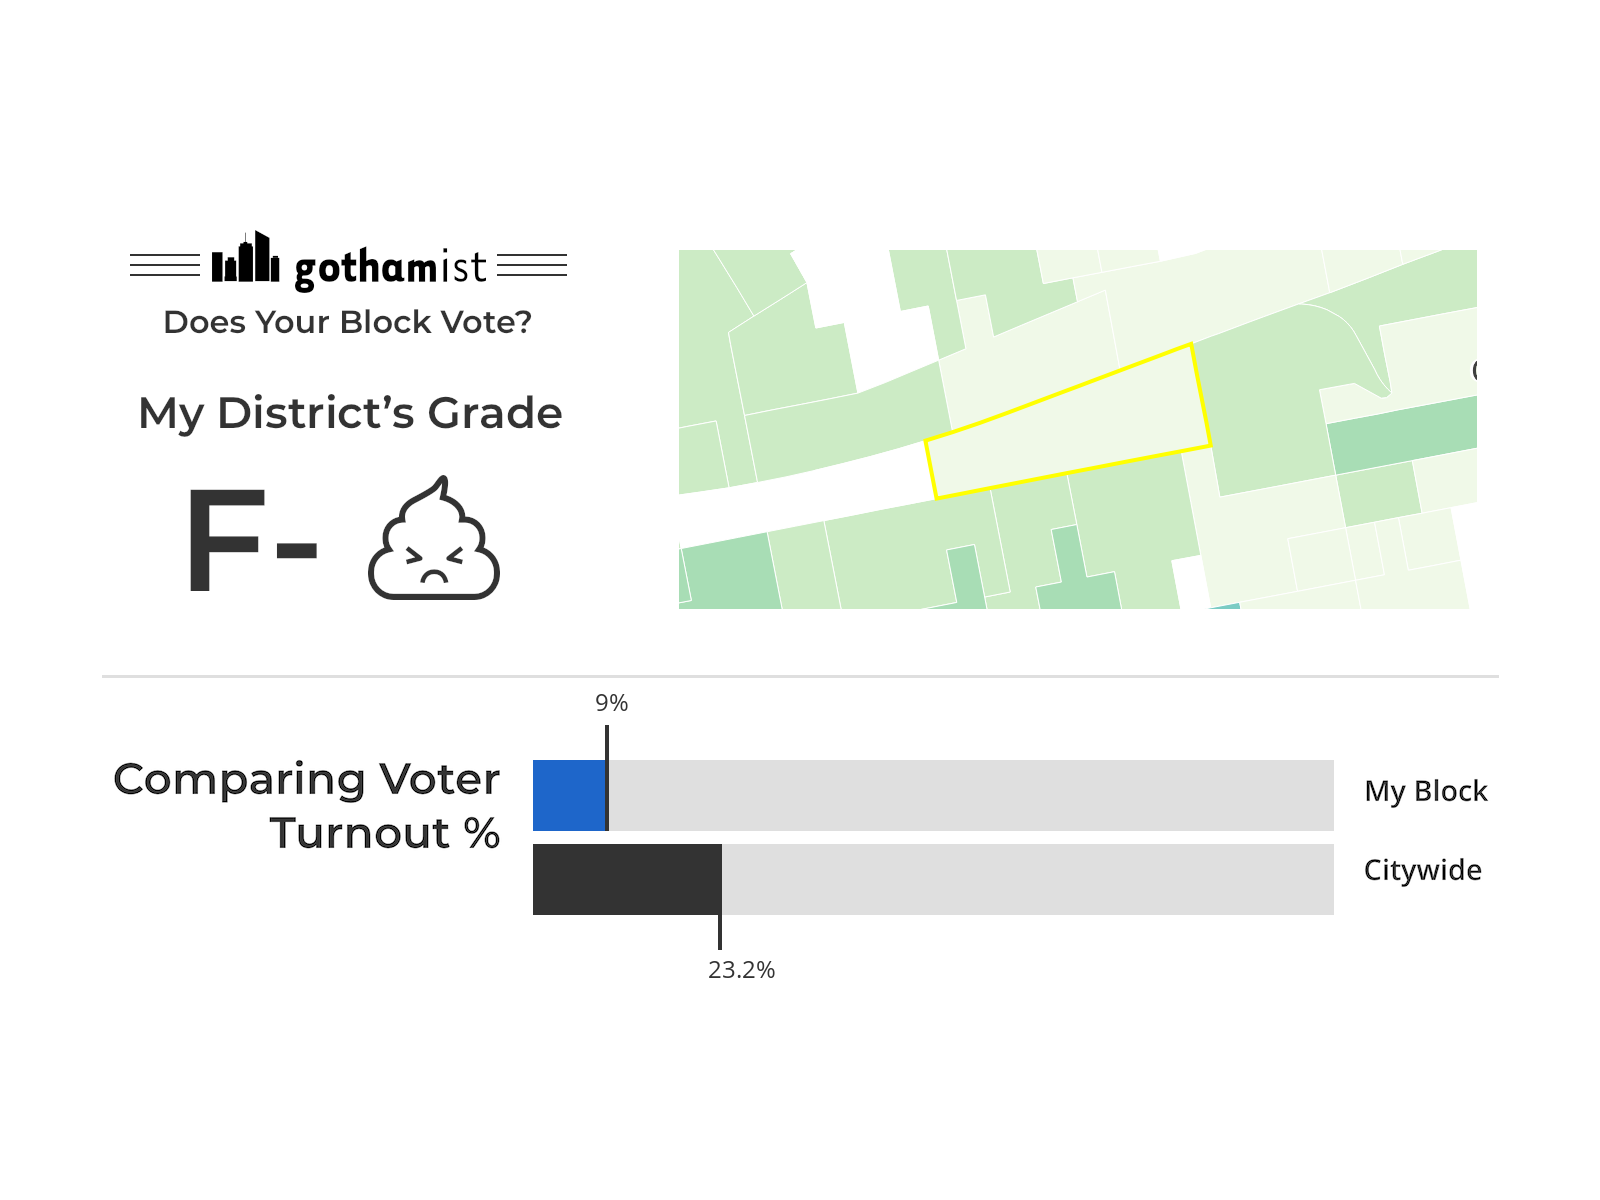 gothamist
Does Your Block Vote?
My District’s Grade
F-
9%
Comparing Voter
Turnout %
My Block
Citywide
23.2%